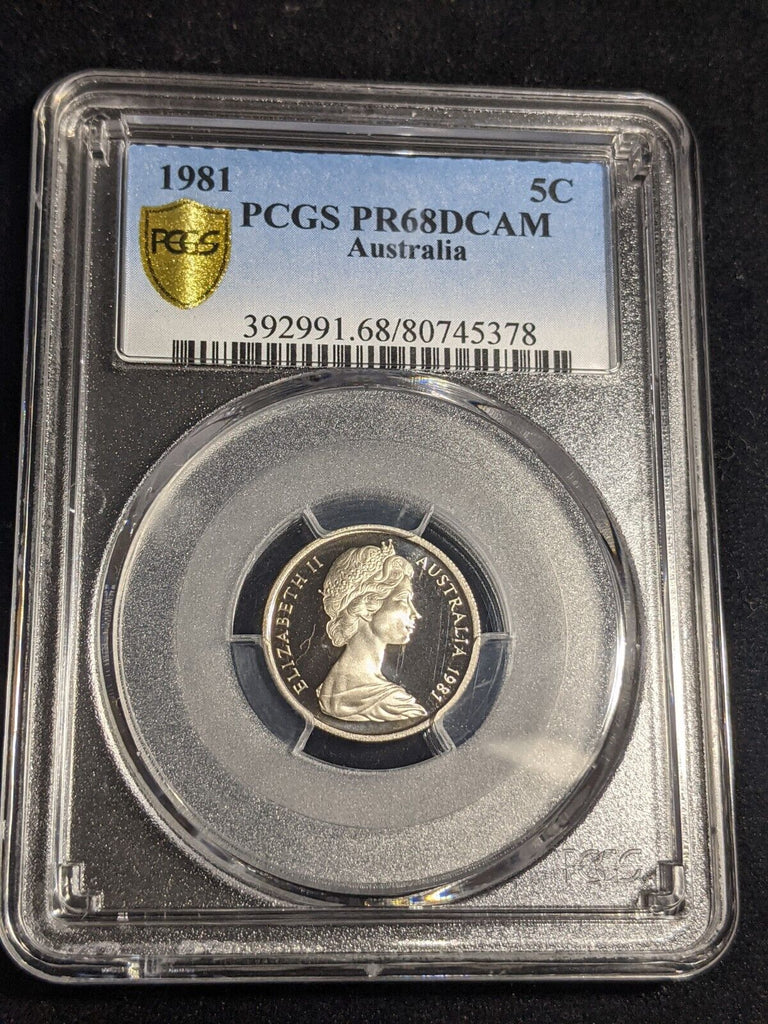 1981 5C
PCGS PCGS PR68DCAM
Australia
392991.68/80745378
ELIZABETH II AUSTRALIA 1981
PCGS